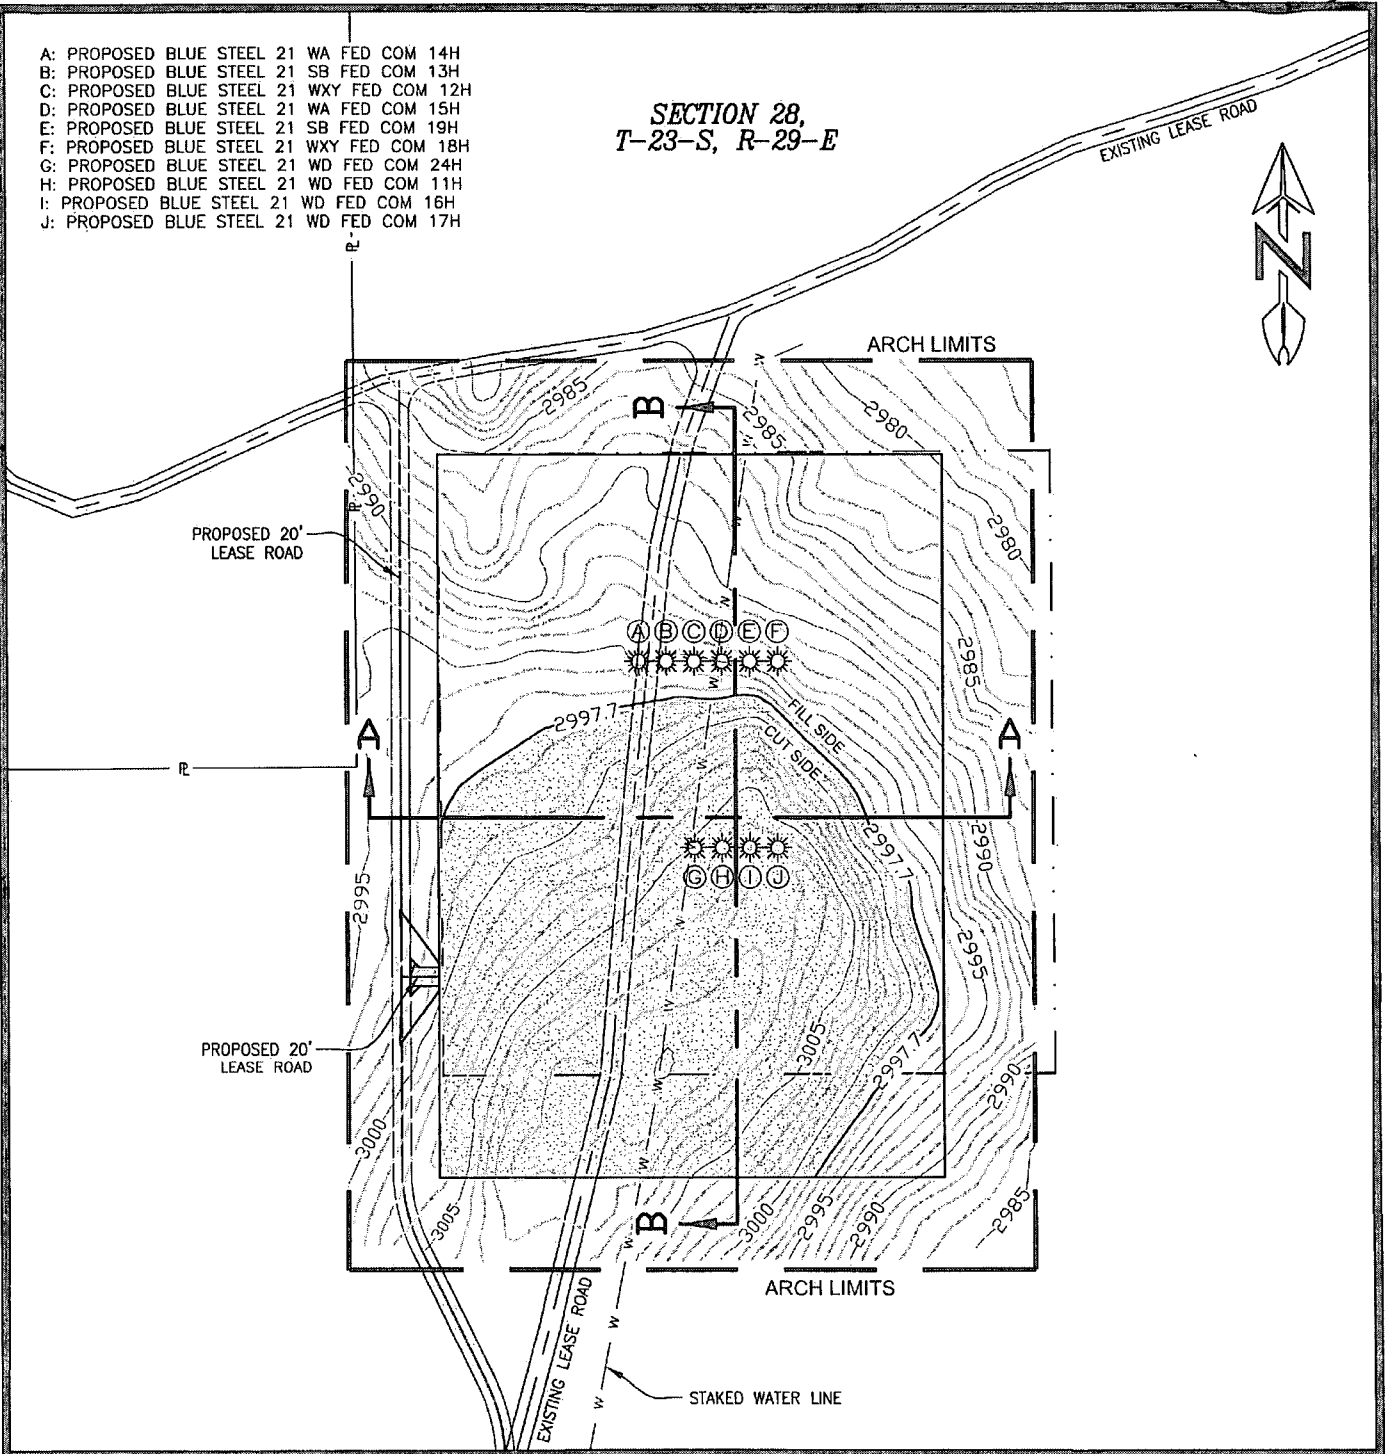 A: PROPOSED BLUE STEEL 21 WA FED COM 14H
B: PROPOSED BLUE STEEL 21 SB FED COM 13H
C: PROPOSED BLUE STEEL 21 WXY FED COM 12H
D: PROPOSED BLUE STEEL 21 WA FED COM 15H
E: PROPOSED BLUE STEEL 21 SB FED COM 19H
F: PROPOSED BLUE STEEL 21 WXY FED COM 18H
G: PROPOSED BLUE STEEL 21 WD FED COM 24H
H: PROPOSED BLUE STEEL 21 WD FED COM 11H
I: PROPOSED BLUE STEEL 21 WD FED COM 16H
J: PROPOSED BLUE STEEL 21 WD FED COM 17H
SECTION 28,
T-23-S, R-29-E
EXISTING LEASE ROAD
N
PL
ARCH LIMITS
W
B
2985
2985
2980
W
2990
PL
W
2980
PROPOSED 20'
LEASE ROAD
W
A B C D E F
2985
W
2997.7
FILL SIDE
CUT SIDE
A
A
PL
W
2997.7
2990
G H I J
2995
W
2995
W
PROPOSED 20'
LEASE ROAD
3005
2997.7
W
2990
3000
W
3005
B
W
3000
2995
2990
2985
ARCH LIMITS
EXISTING LEASE ROAD
W
W
STAKED WATER LINE
W